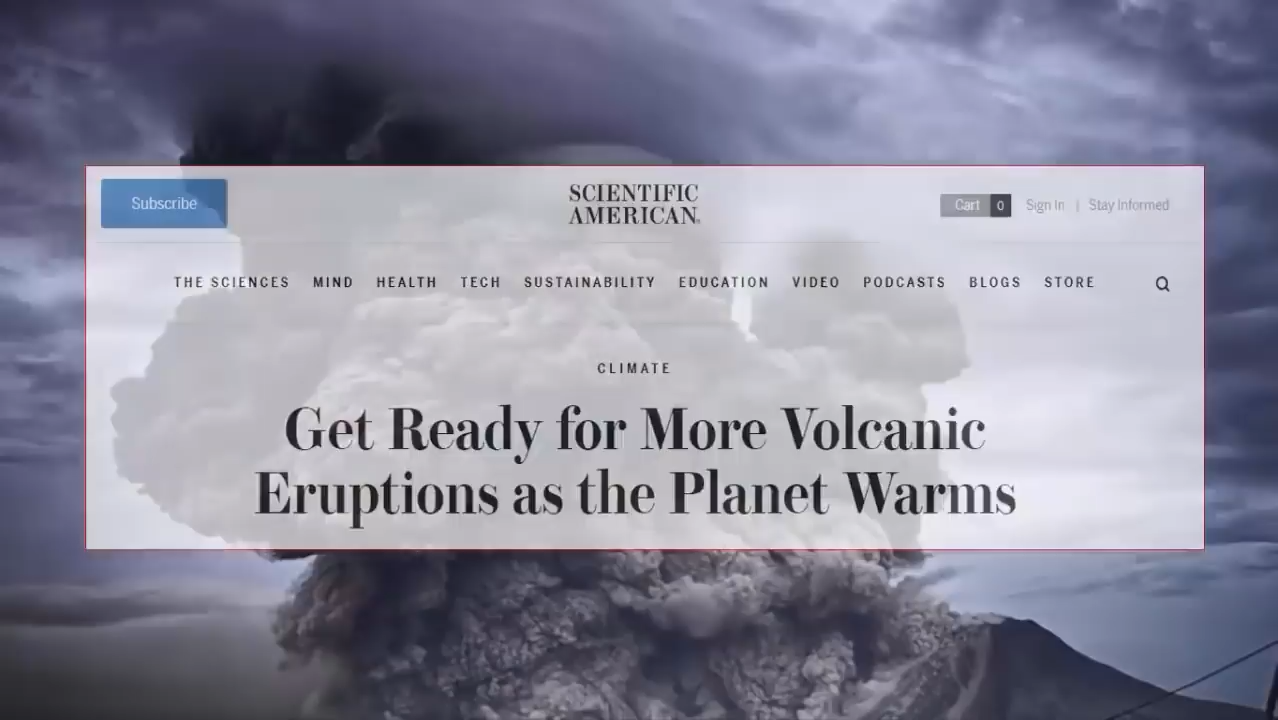 Subscribe
SCIENTIFIC
AMERICAN®
Cart 0 Sign In | Stay Informed
THE SCIENCES MIND HEALTH TECH SUSTAINABILITY EDUCATION VIDEO PODCASTS BLOGS STORE
CLIMATE
Get Ready for More Volcanic
Eruptions as the Planet Warms